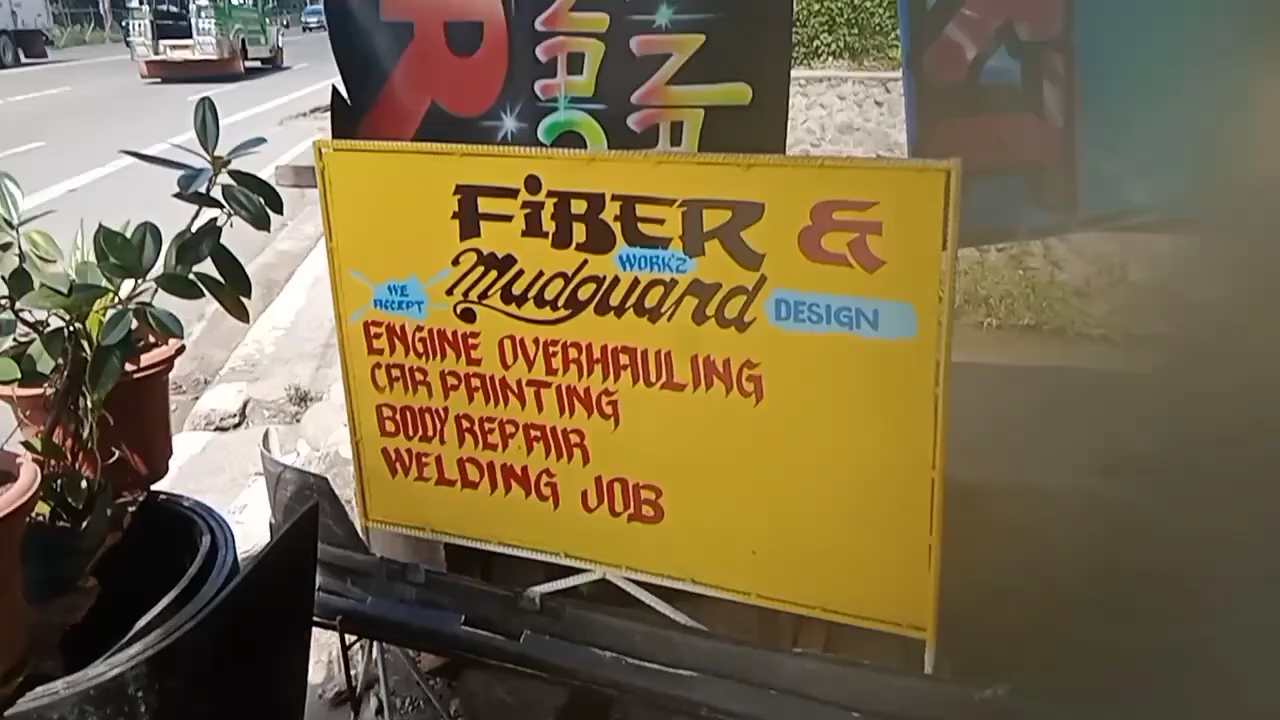 FiBER &
WORK'Z
Mudguard DESIGN
WE
ACCEPT
ENGINE OVERHAULING
CAR PAINTING
BODY REPAIR
WELDING JOB